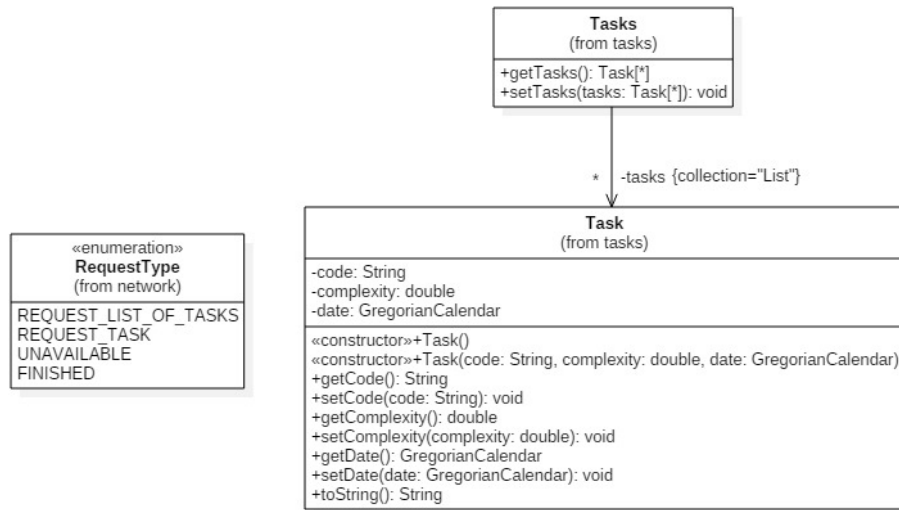 Tasks
(from tasks)
+getTasks(): Task[*]
+setTasks(tasks: Task[*]): void
* -tasks {collection="List"}
Task
(from tasks)
-code: String
-complexity: double
-date: GregorianCalendar
«constructor»+Task()
«constructor»+Task(code: String, complexity: double, date: GregorianCalendar)
+getCode(): String
+setCode(code: String): void
+getComplexity(): double
+setComplexity(complexity: double): void
+getDate(): GregorianCalendar
+setDate(date: GregorianCalendar): void
+toString(): String
«enumeration»
RequestType
(from network)
REQUEST_LIST_OF_TASKS
REQUEST_TASK
UNAVAILABLE
FINISHED